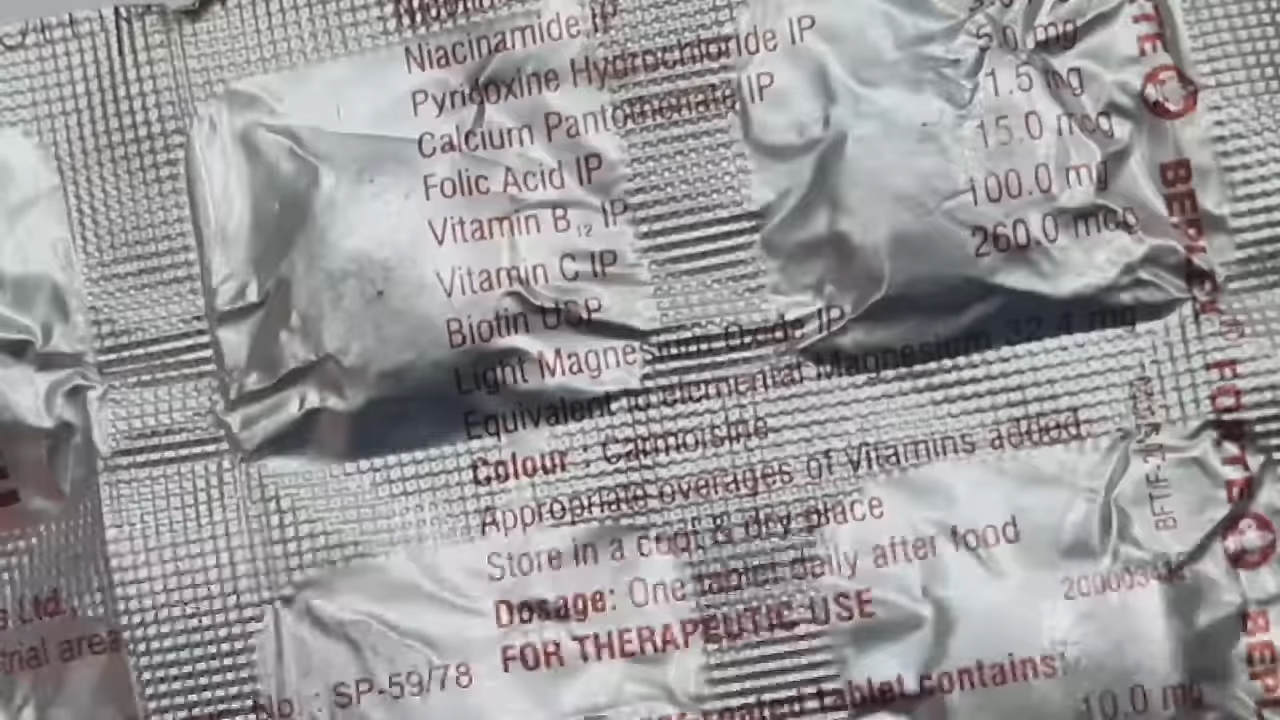 Niacinamide IP
Pyridoxine Hydrochloride IP 5.0 mg
Calcium Pantothenate IP 1.5 mg
Folic Acid IP 15.0 mcg
Vitamin B12 IP 100.0 mg
Vitamin C IP 260.0 mcg
Biotin USP
Light Magnesium Oxide IP
Equivalent to elemental Magnesium 32.4 mg
Colour : Carmoisine
Appropriate overages of Vitamins added.
Store in a cool & dry place
Dosage: One tablet daily after food
FOR THERAPEUTIC USE
No. : SP-59/78
tablet contains:
10.0 mg
s Ltd.,
trial area
FORTE